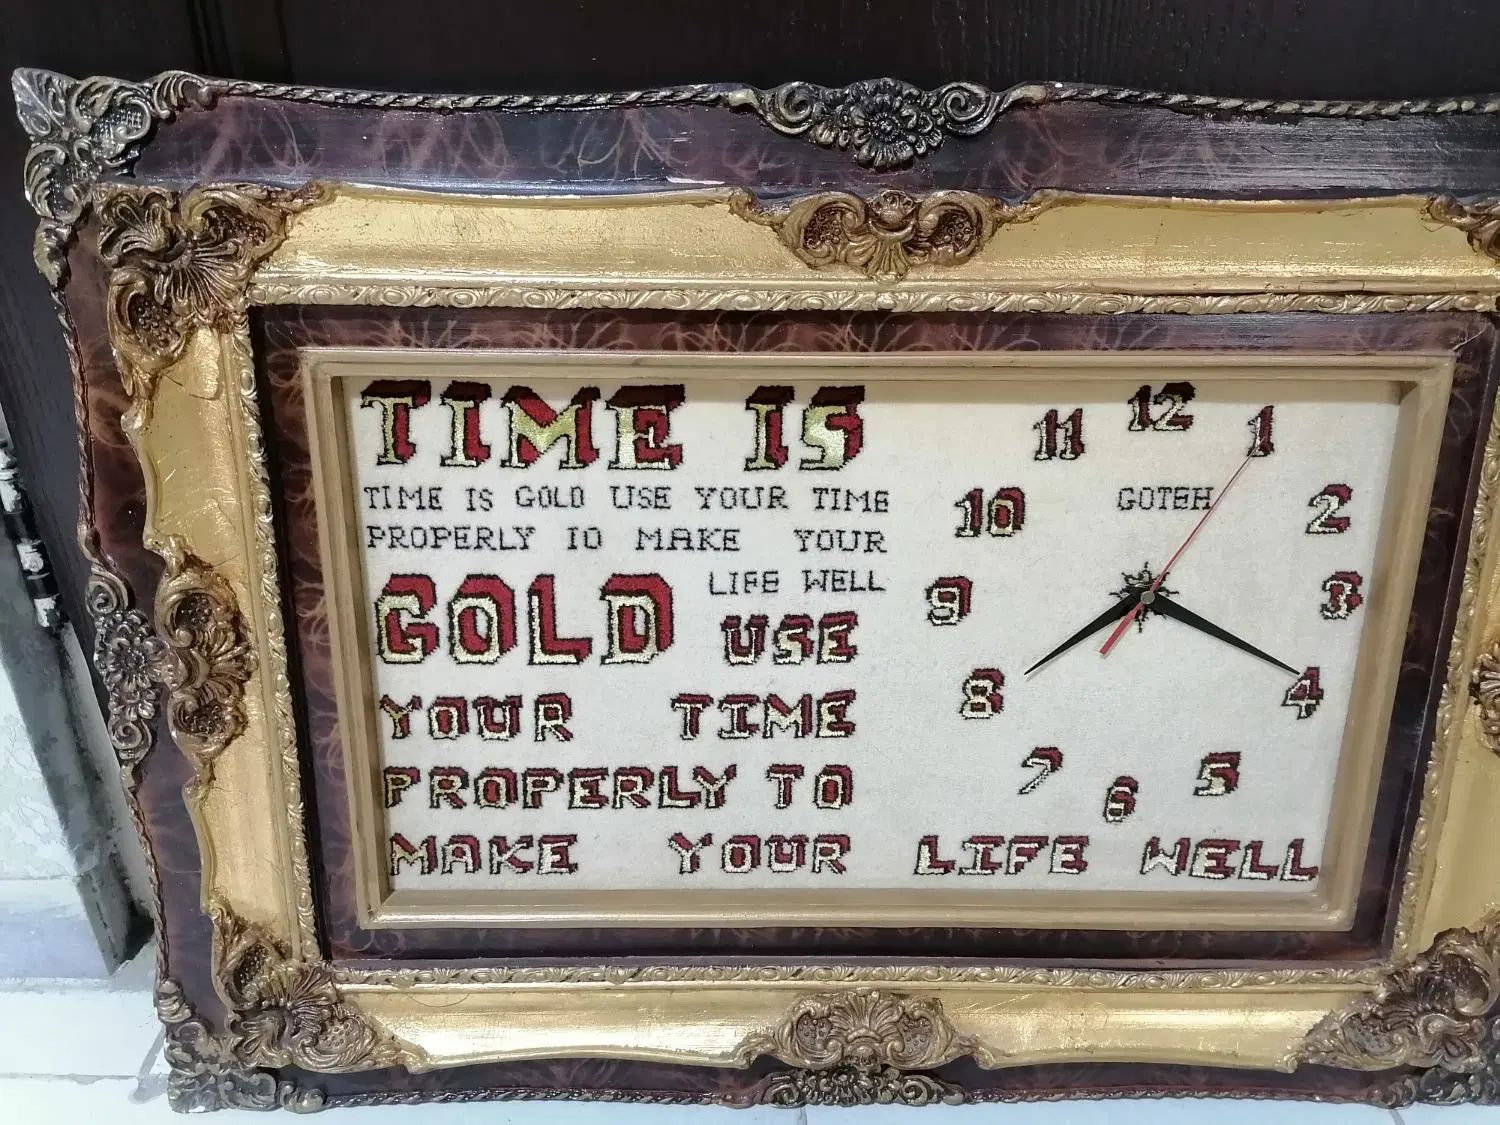 TIME IS
TIME IS GOLD USE YOUR TIME
PROPERLY IO MAKE YOUR
LIFE WELL
GOLD USE
YOUR TIME
PROPERLY TO
MAKE YOUR LIFE WELL
12
11
1
10
GOTEH
2
9
3
8
4
7
6
5